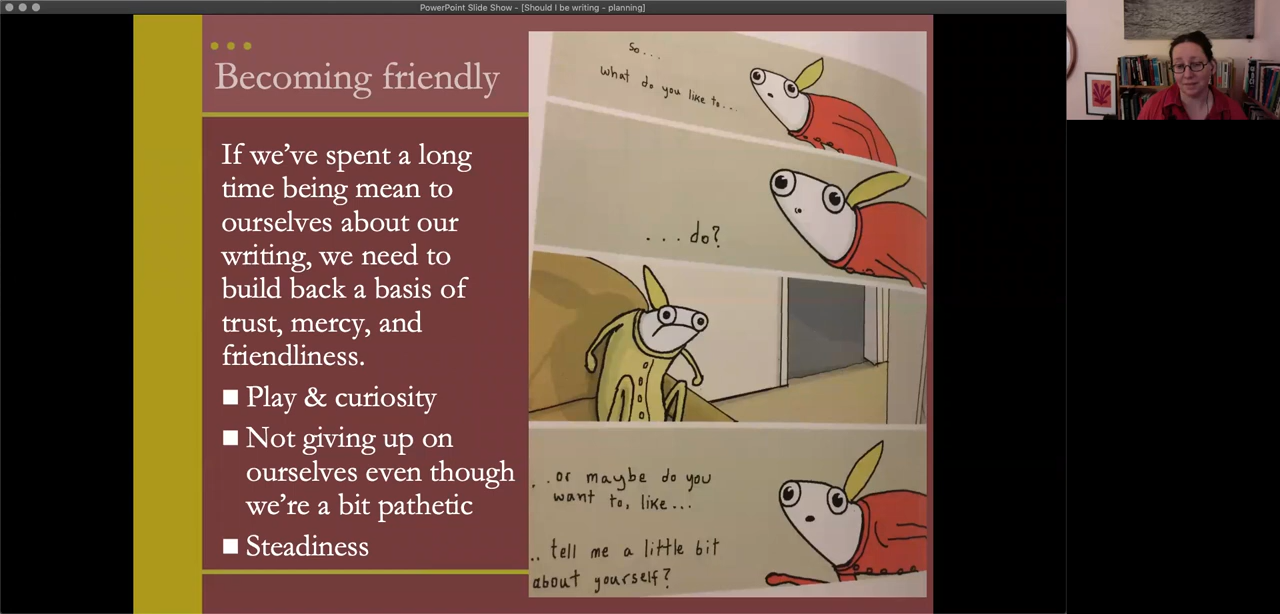 PowerPoint Slide Show - [Should I be writing - planning]
Becoming friendly
If we've spent a long
time being mean to
ourselves about our
writing, we need to
build back a basis of
trust, mercy, and
friendliness.
Play & curiosity
Not giving up on
ourselves even though
we're a bit pathetic
Steadiness
So...
what do you like to...
...do?
..or maybe do you
want to, like...
..tell me a little bit
about yourself?